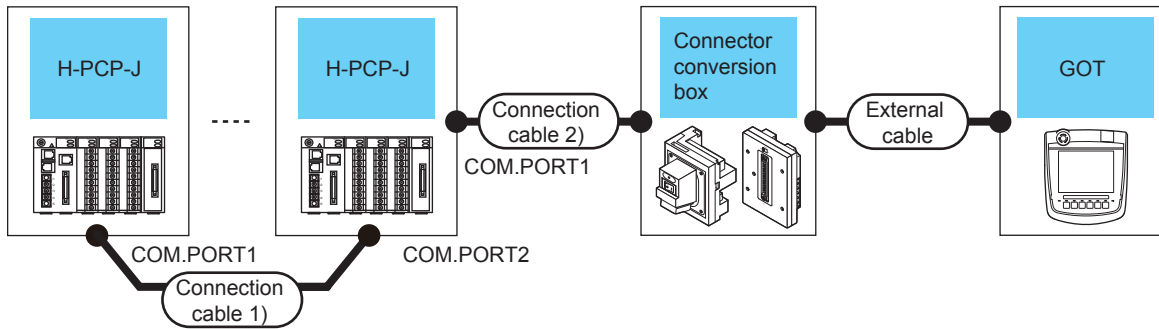 H-PCP-J
H-PCP-J
Connector
conversion
box
GOT
Connection
cable 2)
External
cable
COM.PORT1
COM.PORT1
COM.PORT2
Connection
cable 1)